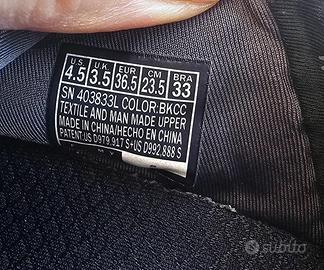 U.S. U.K. EUR CM BRA
4.5 3.5 36.5 23.5 33
SN 403833L COLOR:BKCC
TEXTILE AND MAN MADE UPPER
MADE IN CHINA/HECHO EN CHINA
PATENT:US D979,917 S+US D992,888 S
subito